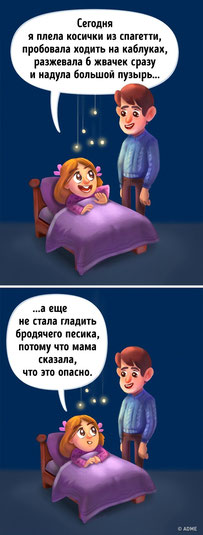 Сегодня
я плела косички из спагетти,
пробовала ходить на каблуках,
разжевала 6 жвачек сразу
и надула большой пузырь...
...а еще
не стала гладить
бродячего песика,
потому что мама
сказала,
что это опасно.
© ADME